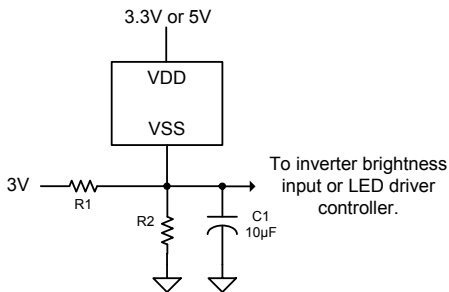 3.3V or 5V
VDD
VSS
3V
R1
R2
C1
10µF
To inverter brightness
input or LED driver
controller.